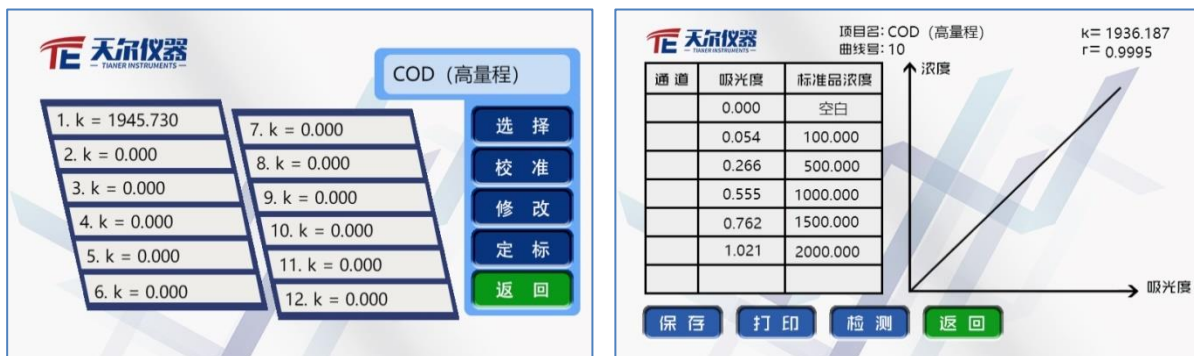 TE 天尔仪器
TIANER INSTRUMENTS
COD（高量程）
1. k = 1945.730
2. k = 0.000
3. k = 0.000
4. k = 0.000
5. k = 0.000
6. k = 0.000
7. k = 0.000
8. k = 0.000
9. k = 0.000
10. k = 0.000
11. k = 0.000
12. k = 0.000
选 择
校 准
修 改
定 标
返 回
TE 天尔仪器
TIANER INSTRUMENTS
项目名: COD（高量程）
曲线号: 10
k= 1936.187
r= 0.9995
通道 吸光度 标准品浓度
0.000 空白
0.054 100.000
0.266 500.000
0.555 1000.000
0.762 1500.000
1.021 2000.000
浓度
吸光度
保 存 打 印 检 测 返 回